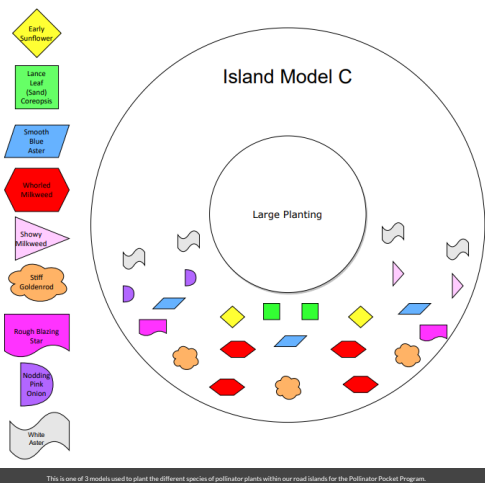 Early
Sunflower
Lance
Leaf
(Sand)
Coreopsis
Smooth
Blue
Aster
Whorled
Milkweed
Showy
Milkweed
Stiff
Goldenrod
Rough Blazing
Star
Nodding
Pink
Onion
White
Aster
Island Model C
Large Planting
This is one of 3 models used to plant the different species of pollinator plants within our road islands for the Pollinator Pocket Program.